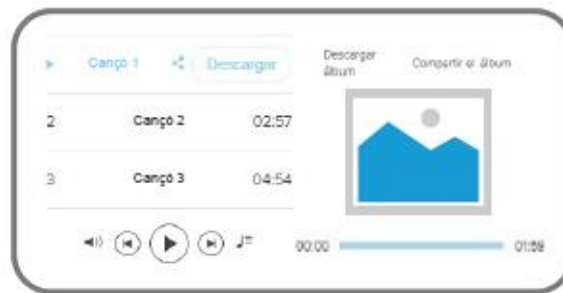 Cançó 1 Descargar
2 Cançó 2 02:57
3 Cançó 3 04:54
Descargar
álbum
Compartir el álbum
00:00 01:59